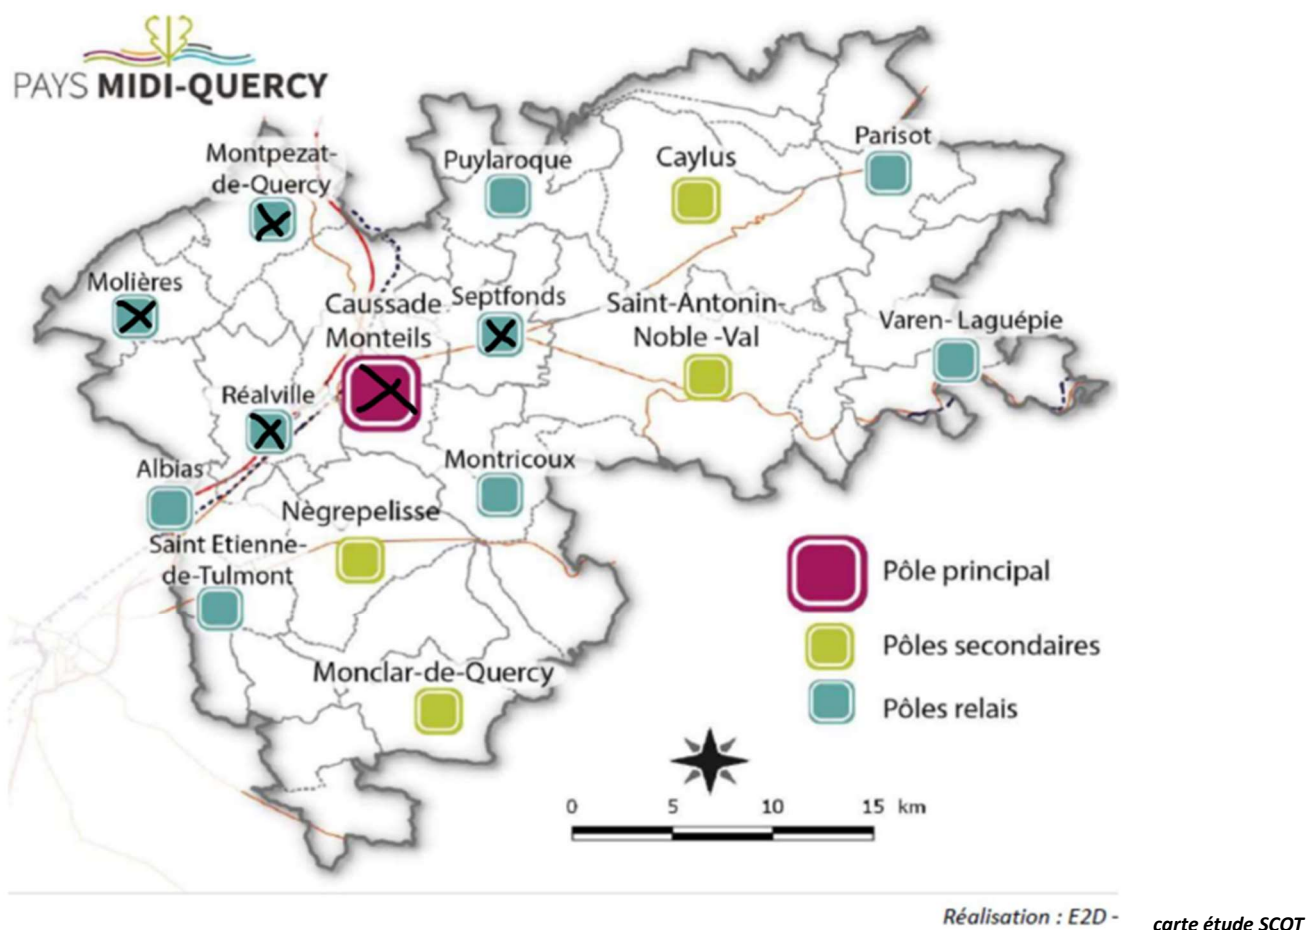 PAYS MIDI-QUERCY
Montpezat-
de-Quercy
Puylaroque
Caylus
Parisot
Molières
Caussade
Monteils
Septfonds
Saint-Antonin-
Noble -Val
Varen- Laguépie
Réalville
Albias
Montricoux
Nègrepelisse
Saint Etienne-
de-Tulmont
Monclar-de-Quercy
Pôle principal
Pôles secondaires
Pôles relais
0 5 10 15 km
Réalisation : E2D -
carte étude SCOT